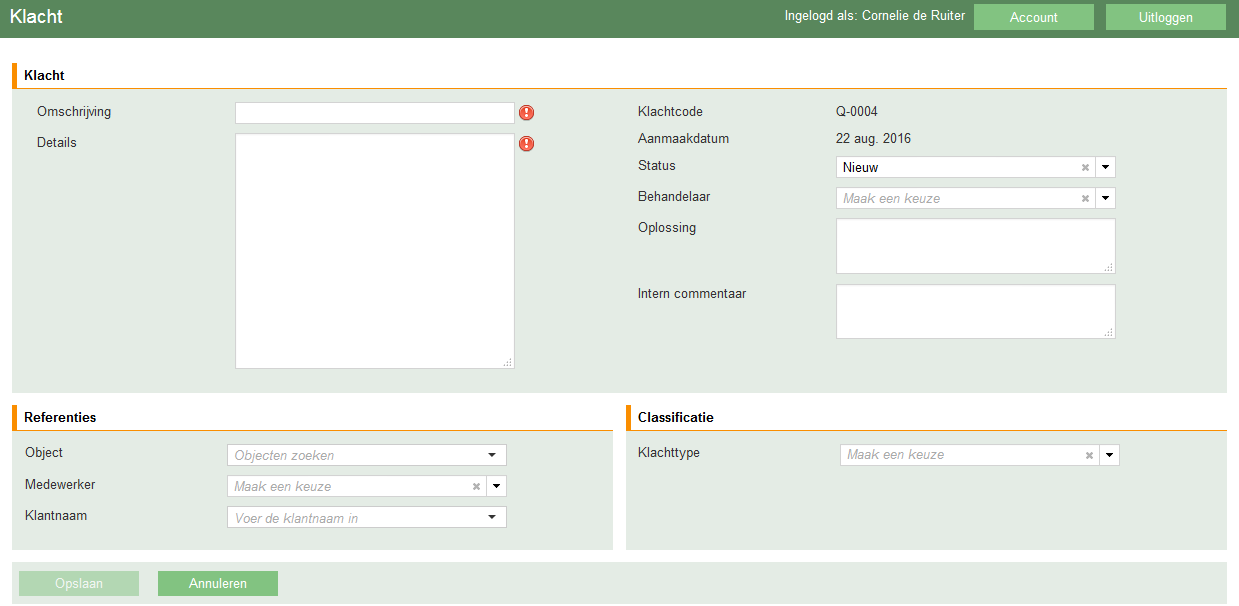 Klacht
Ingelogd als: Cornelie de Ruiter
Account
Uitloggen
Klacht
Omschrijving
Details
Klachtcode
Q-0004
Aanmaakdatum
22 aug. 2016
Status
Nieuw
Behandelaar
Maak een keuze
Oplossing
Intern commentaar
Referenties
Object
Objecten zoeken
Medewerker
Maak een keuze
Klantnaam
Voer de klantnaam in
Classificatie
Klachttype
Maak een keuze
Opslaan
Annuleren